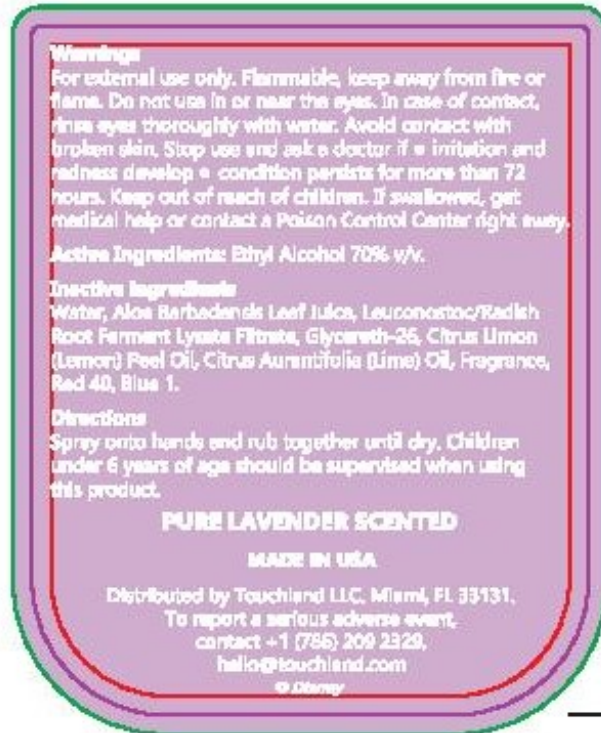 Warnings
For external use only. Flammable, keep away from fire or
flame. Do not use in or near the eyes. In case of contact,
rinse eyes thoroughly with water. Avoid contact with
broken skin. Stop use and ask a doctor if • irritation and
redness develop • condition persists for more than 72
hours. Keep out of reach of children. If swallowed, get
medical help or contact a Poison Control Center right away.
Active Ingredients: Ethyl Alcohol 70% v/v.
Inactive Ingredients
Water, Aloe Barbadensis Leaf Juice, Leuconostoc/Radish
Root Ferment Lysate Filtrate, Glycereth-26, Citrus Limon
(Lemon) Peel Oil, Citrus Aurantifolia (Lime) Oil, Fragrance,
Red 40, Blue 1.
Directions
Spray onto hands and rub together until dry. Children
under 6 years of age should be supervised when using
this product.
PURE LAVENDER SCENTED
MADE IN USA
Distributed by Touchland LLC, Miami, FL 33131.
To report a serious adverse event,
contact +1 (786) 209 2329,
hello@touchland.com
© Disney